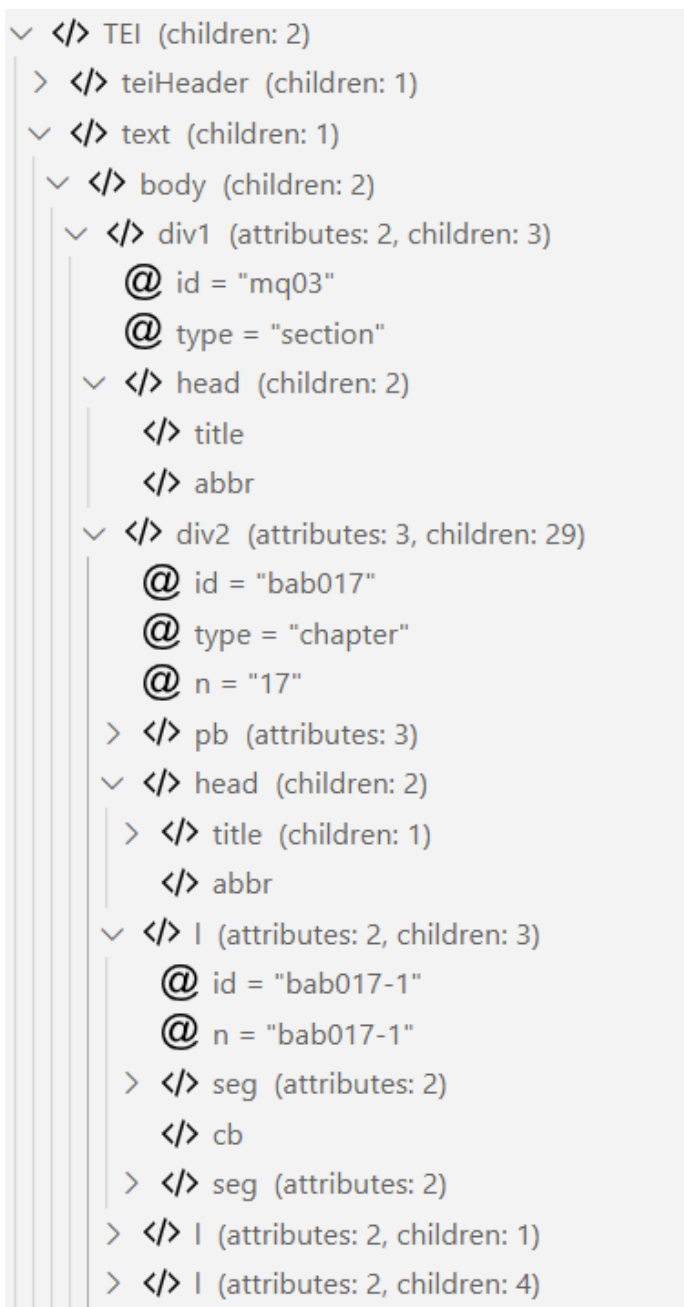 </> TEI (children: 2)
</> teiHeader (children: 1)
</> text (children: 1)
</> body (children: 2)
</> div1 (attributes: 2, children: 3)
@ id = "mq03"
@ type = "section"
</> head (children: 2)
</> title
</> abbr
</> div2 (attributes: 3, children: 29)
@ id = "bab017"
@ type = "chapter"
@ n = "17"
</> pb (attributes: 3)
</> head (children: 2)
</> title (children: 1)
</> abbr
</> l (attributes: 2, children: 3)
@ id = "bab017-1"
@ n = "bab017-1"
</> seg (attributes: 2)
</> cb
</> seg (attributes: 2)
</> l (attributes: 2, children: 1)
</> l (attributes: 2, children: 4)